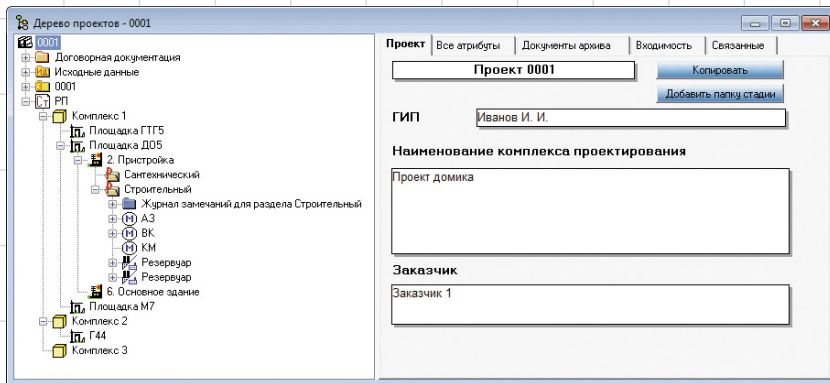 Дерево проектов - 0001
0001
Договорная документация
ИД Исходные данные
0001
РП
Комплекс 1
Площадка ГТГ5
Площадка ДО5
2. Пристройка
Сантехнический
Строительный
Журнал замечаний для раздела Строительный
М АЗ
М ВК
М КМ
Резервуар
Резервуар
6. Основное здание
Площадка М7
Комплекс 2
Г44
Комплекс 3
Проект Все атрибуты Документы архива Входимость Связанные
Проект 0001 Копировать
Добавить папку стадии
ГИП Иванов И. И.
Наименование комплекса проектирования
Проект домика
Заказчик
Заказчик 1